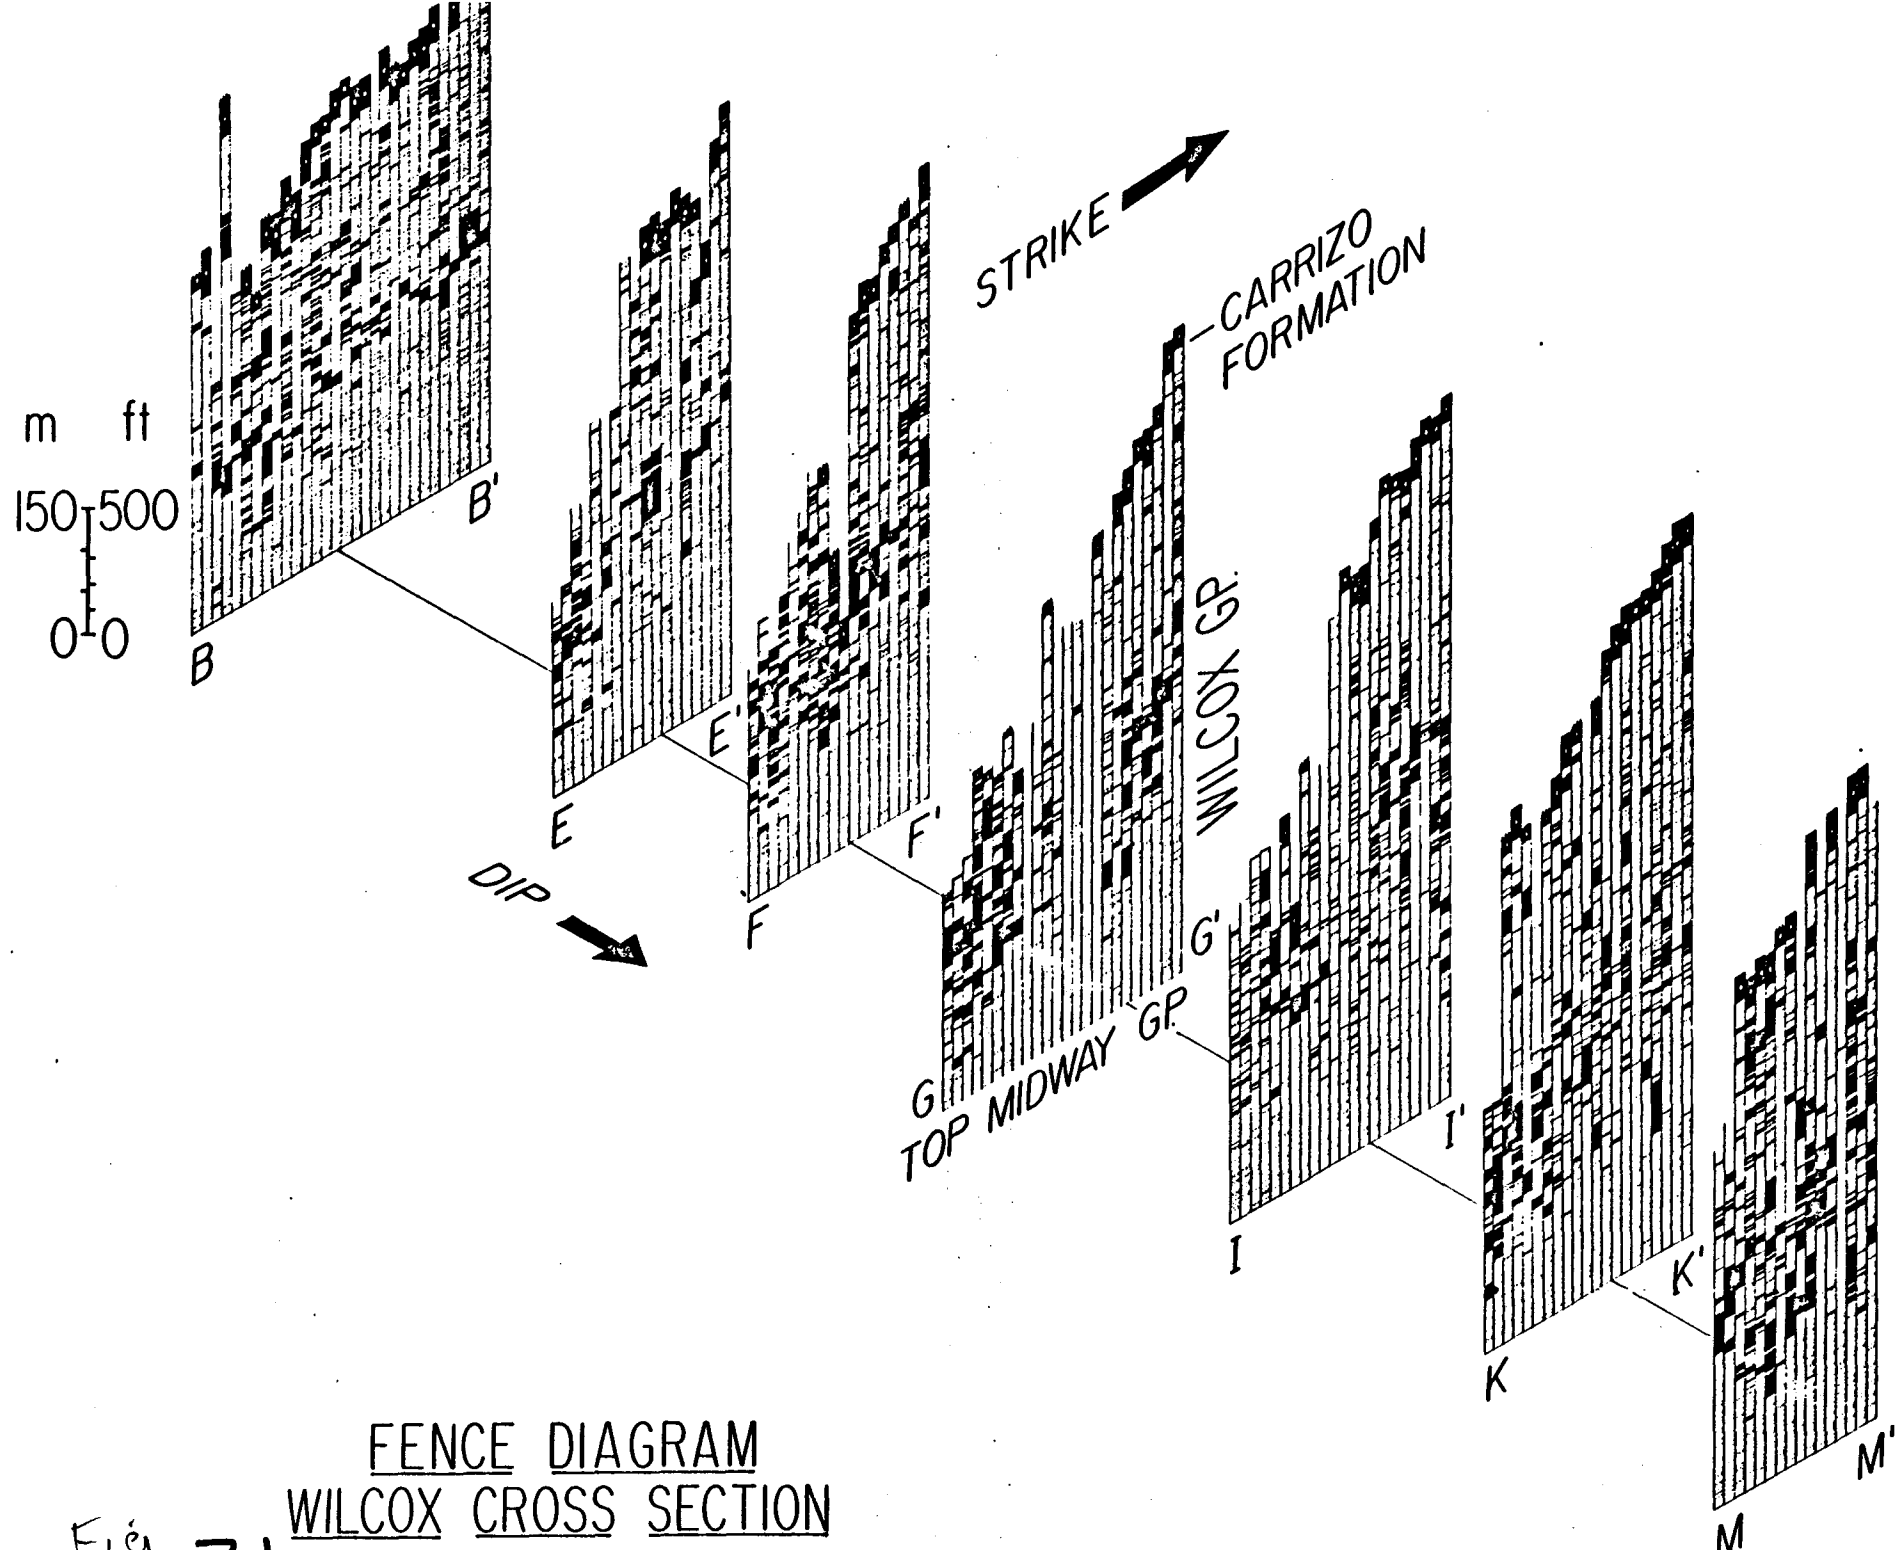 STRIKE
CARRIZO
FORMATION
m ft
150 500
0 0
B
B'
E
E'
F
F'
DIP
WILCOX GP.
G
G'
TOP MIDWAY GP.
I
I'
K
K'
M
M'
FENCE DIAGRAM
WILCOX CROSS SECTION
Fig